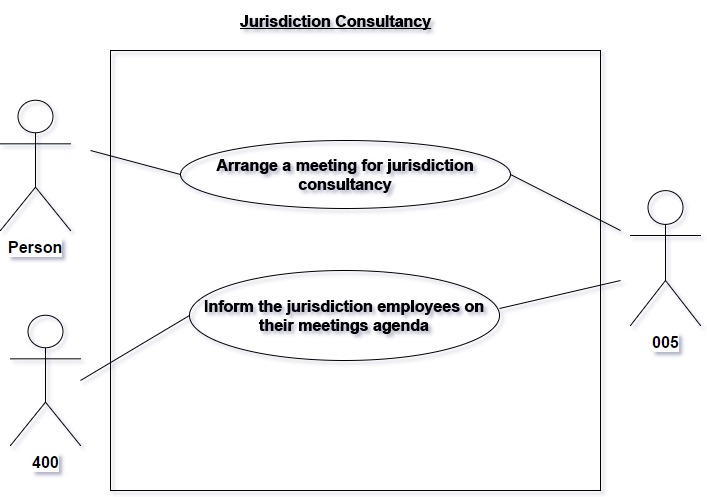 Jurisdiction Consultancy
Arrange a meeting for jurisdiction
consultancy
Person
Inform the jurisdiction employees on
their meetings agenda
005
400